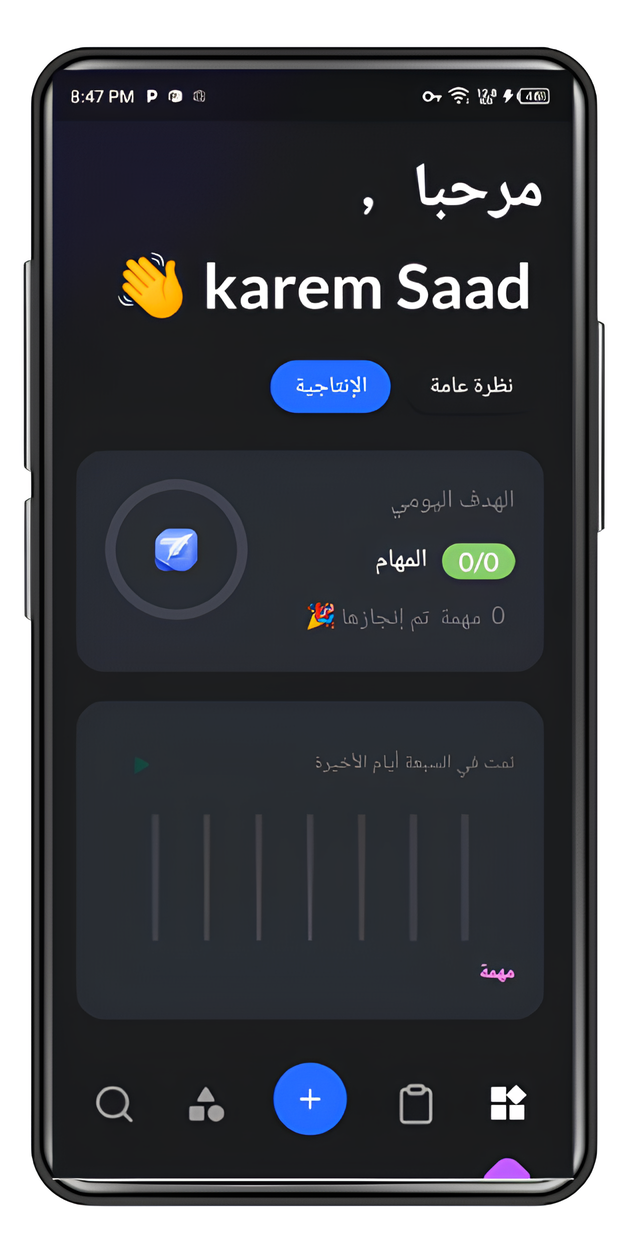 8:47 PM
مرحبا ,
karem Saad 👋
نظرة عامة
الإنتاجية
الهدف اليومي
0/0 المهام
0 مهمة تم إنجازها 🎉
تمت في السبعة أيام الأخيرة
مهمة